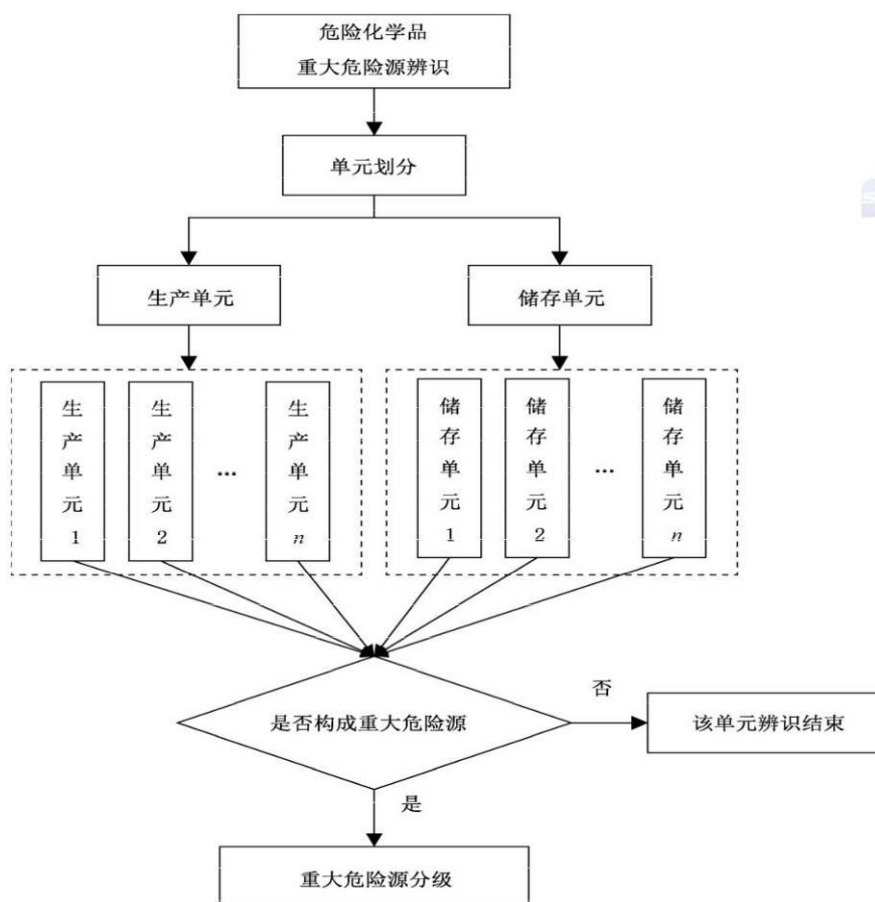 危险化学品
重大危险源辨识
单元划分
生产单元
储存单元
生产单元1
生产单元2
…
生产单元n
储存单元1
储存单元2
…
储存单元n
是否构成重大危险源
否
该单元辨识结束
是
重大危险源分级